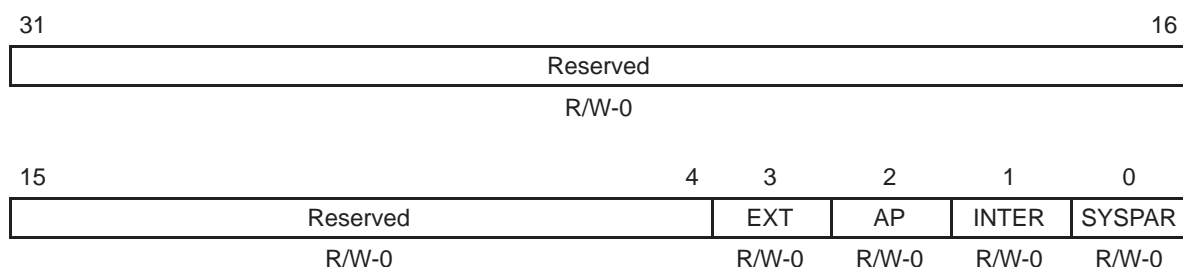 31 16
Reserved
R/W-0
15 4 3 2 1 0
Reserved EXT AP INTER SYSPAR
R/W-0 R/W-0 R/W-0 R/W-0 R/W-0